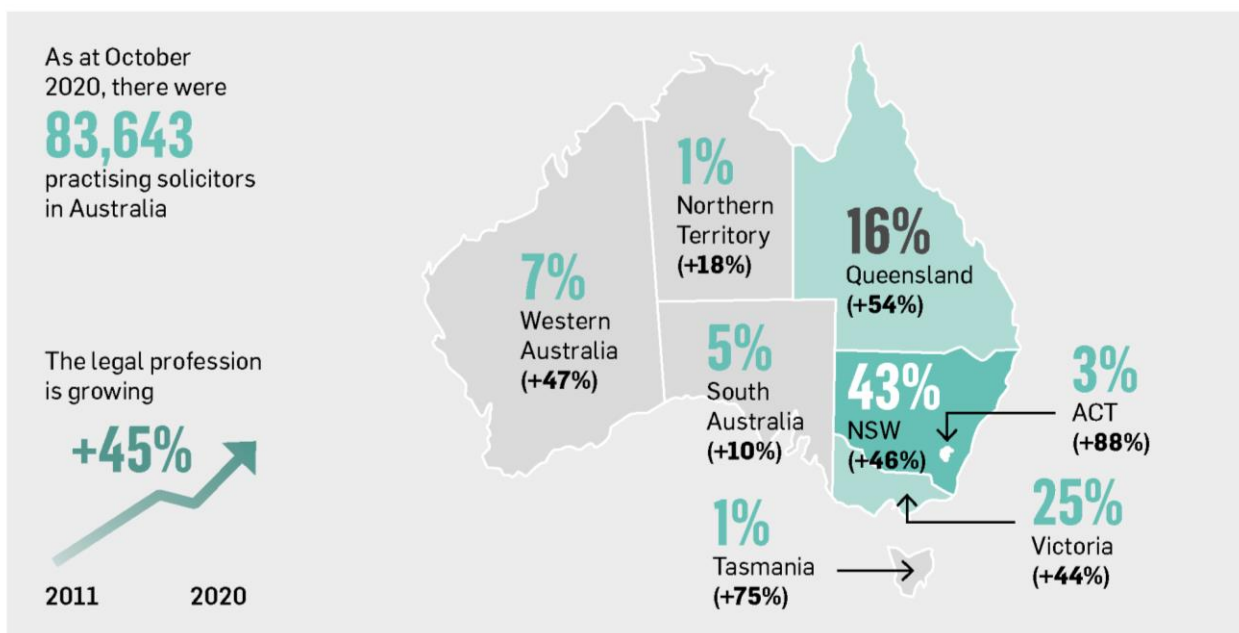 As at October
2020, there were
83,643
practising solicitors
in Australia
The legal profession
is growing
+45%
2011
2020
7%
Western
Australia
(+47%)
1%
Northern
Territory
(+18%)
16%
Queensland
(+54%)
5%
South
Australia
(+10%)
43%
NSW
(+46%)
3%
ACT
(+88%)
25%
Victoria
(+44%)
1%
Tasmania
(+75%)